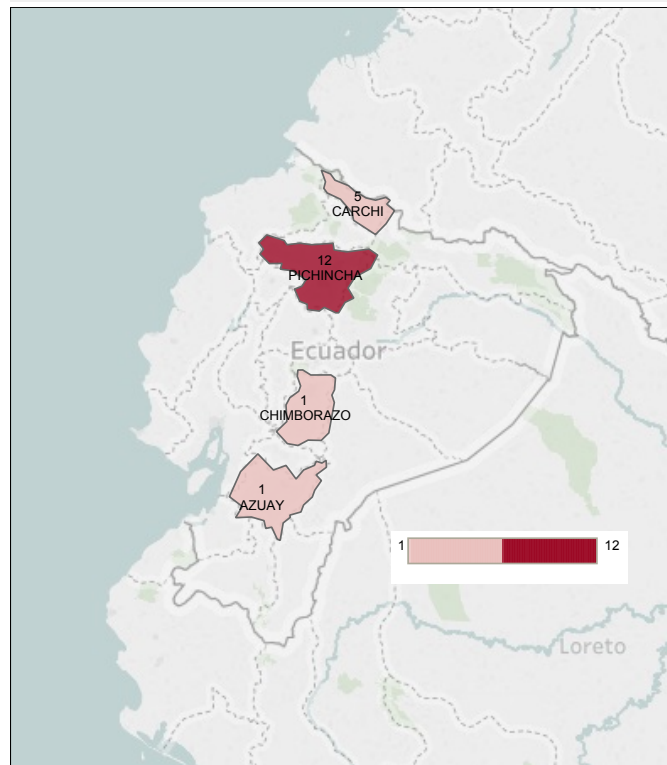 5
CARCHI
12
PICHINCHA
Ecuador
1
CHIMBORAZO
1
AZUAY
1 12
Loreto